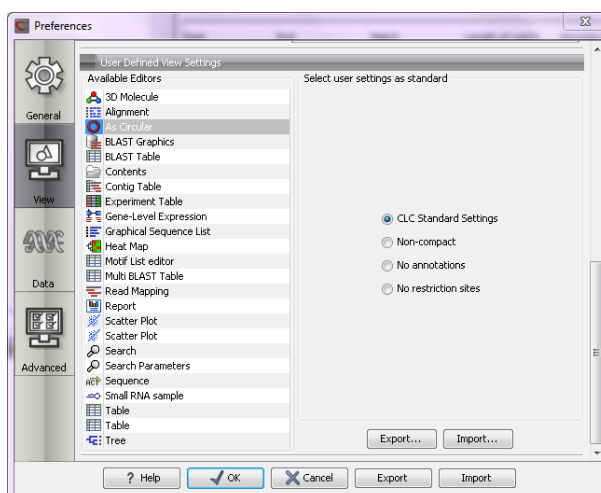 Preferences
General
View
Data
Advanced
User Defined View Settings
Available Editors
3D Molecule
Alignment
As Circular
BLAST Graphics
BLAST Table
Contents
Contig Table
Experiment Table
Gene-Level Expression
Graphical Sequence List
Heat Map
Motif List editor
Multi BLAST Table
Read Mapping
Report
Scatter Plot
Scatter Plot
Search
Search Parameters
ACT Sequence
Small RNA sample
Table
Table
Tree
Select user settings as standard
CLC Standard Settings
Non-compact
No annotations
No restriction sites
Export... Import...
? Help OK Cancel Export Import